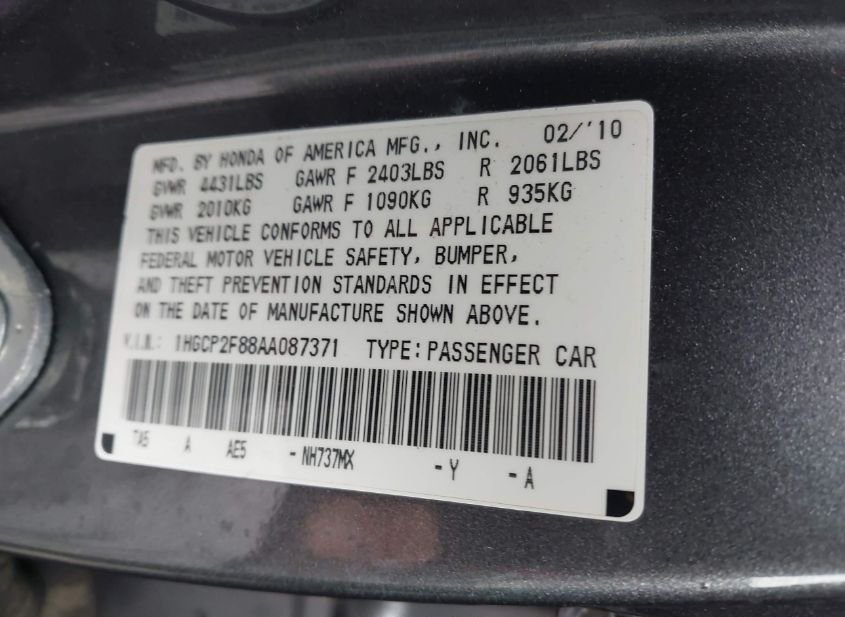 MFD. BY HONDA OF AMERICA MFG., INC. 02/'10
GVWR 4431LBS GAWR F 2403LBS R 2061LBS
GVWR 2010KG GAWR F 1090KG R 935KG
THIS VEHICLE CONFORMS TO ALL APPLICABLE
FEDERAL MOTOR VEHICLE SAFETY, BUMPER,
AND THEFT PREVENTION STANDARDS IN EFFECT
ON THE DATE OF MANUFACTURE SHOWN ABOVE.
V.I.N.: 1HGCP2F88AA087371 TYPE:PASSENGER CAR
TA5 A AE5 -NH737MX -Y -A